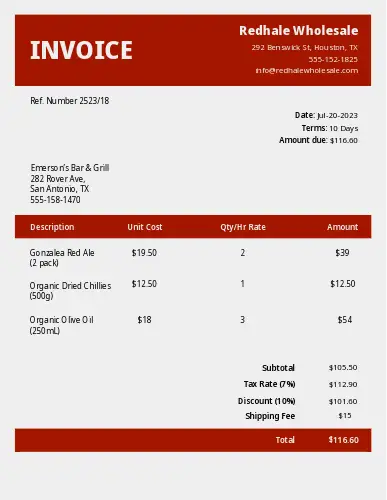 INVOICE
Redhale Wholesale
292 Benswick St, Houston, TX
555-152-1825
info@redhalewholesale.com
Ref. Number 2523/18
Date: Jul-20-2023
Terms: 10 Days
Amount due: $116.60
Emerson's Bar & Grill
282 Rover Ave,
San Antonio, TX
555-158-1470
Description Unit Cost Qty/Hr Rate Amount
Gonzalea Red Ale $19.50 2 $39
(2 pack)
Organic Dried Chillies $12.50 1 $12.50
(500g)
Organic Olive Oil $18 3 $54
(250mL)
Subtotal $105.50
Tax Rate (7%) $112.90
Discount (10%) $101.60
Shipping Fee $15
Total $116.60